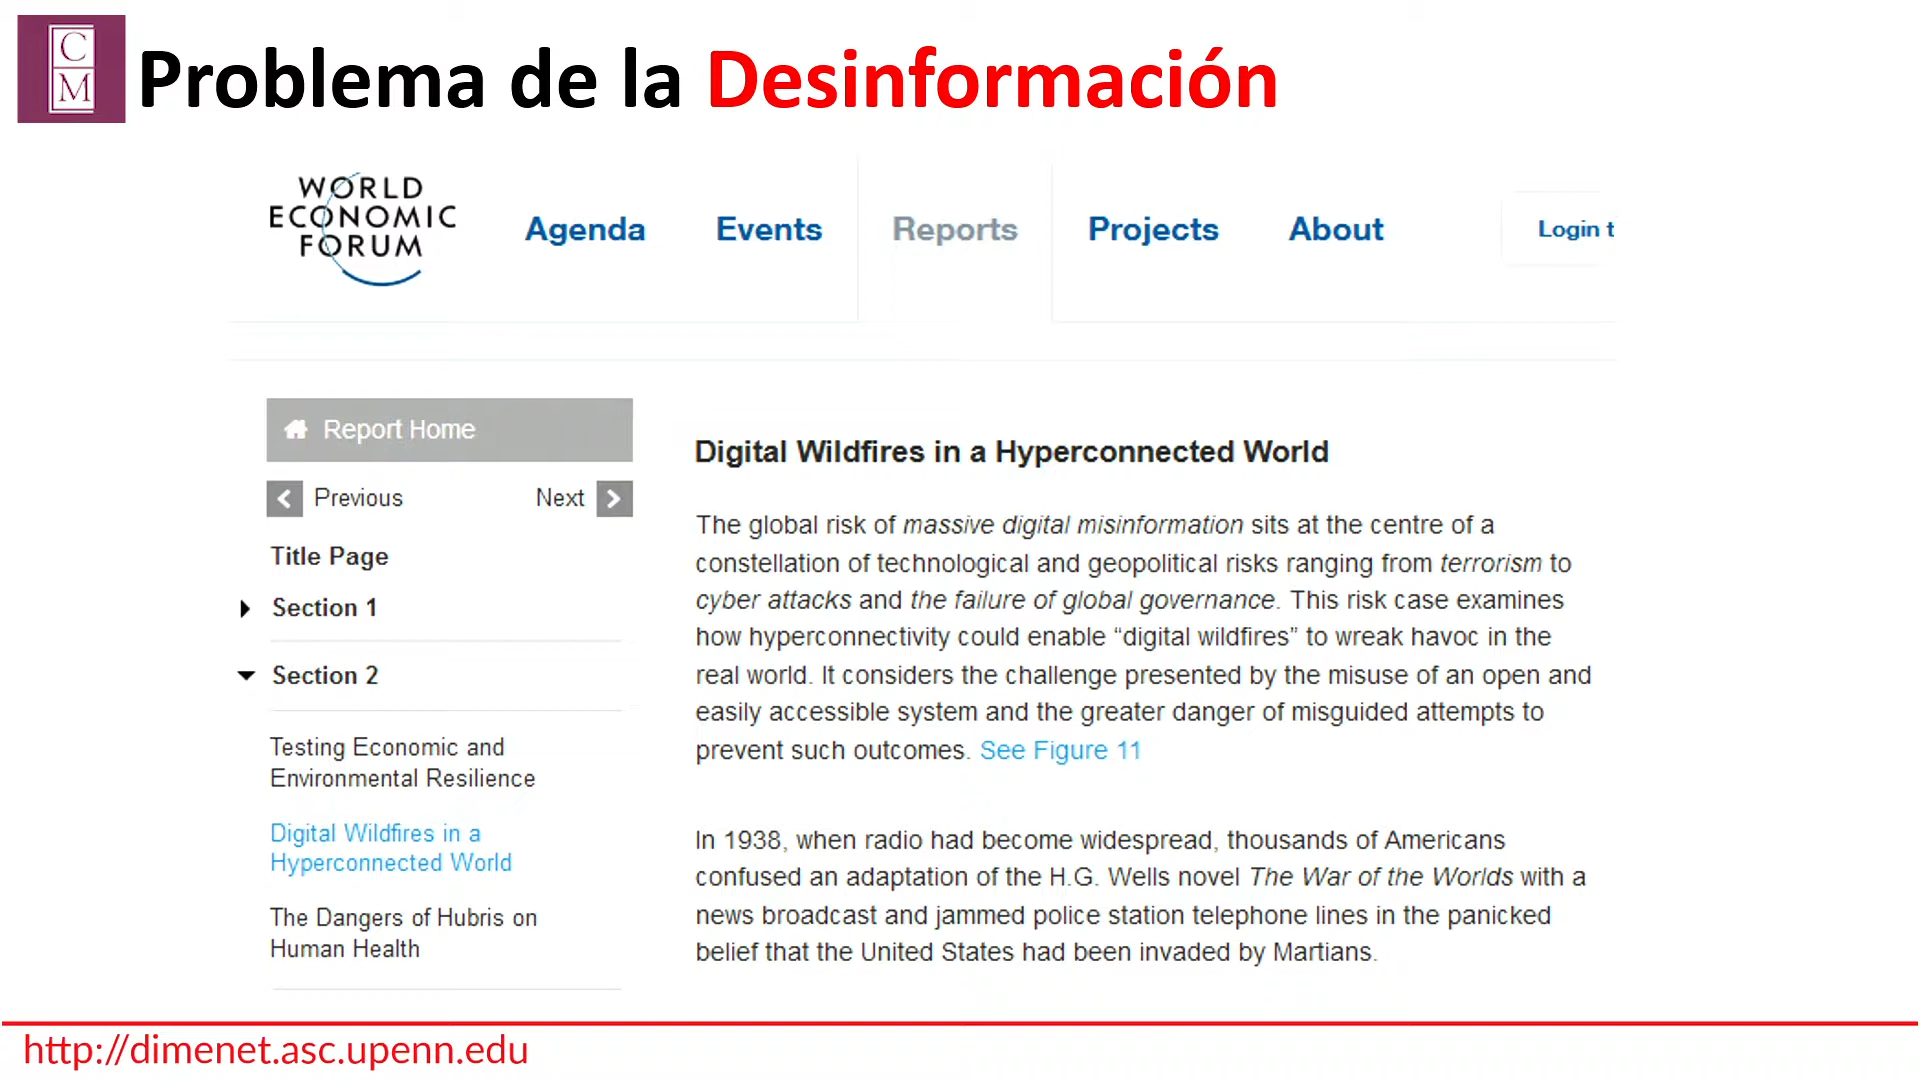 C
M
Problema de la Desinformación
WORLD
ECONOMIC
FORUM
Agenda
Events
Reports
Projects
About
Login t
Report Home
Previous
Next
Title Page
Section 1
Section 2
Testing Economic and
Environmental Resilience
Digital Wildfires in a
Hyperconnected World
The Dangers of Hubris on
Human Health
Digital Wildfires in a Hyperconnected World
The global risk of massive digital misinformation sits at the centre of a
constellation of technological and geopolitical risks ranging from terrorism to
cyber attacks and the failure of global governance. This risk case examines
how hyperconnectivity could enable “digital wildfires” to wreak havoc in the
real world. It considers the challenge presented by the misuse of an open and
easily accessible system and the greater danger of misguided attempts to
prevent such outcomes. See Figure 11
In 1938, when radio had become widespread, thousands of Americans
confused an adaptation of the H.G. Wells novel The War of the Worlds with a
news broadcast and jammed police station telephone lines in the panicked
belief that the United States had been invaded by Martians.
http://dimenet.asc.upenn.edu